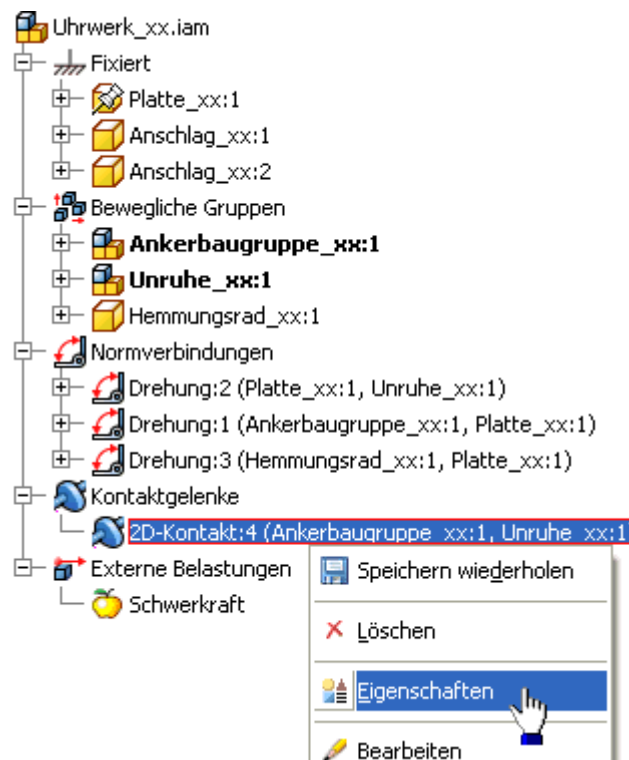 Uhrwerk_xx.iam
Fixiert
Platte_xx:1
Anschlag_xx:1
Anschlag_xx:2
Bewegliche Gruppen
Ankerbaugruppe_xx:1
Unruhe_xx:1
Hemmungsrad_xx:1
Normverbindungen
Drehung:2 (Platte_xx:1, Unruhe_xx:1)
Drehung:1 (Ankerbaugruppe_xx:1, Platte_xx:1)
Drehung:3 (Hemmungsrad_xx:1, Platte_xx:1)
Kontaktgelenke
2D-Kontakt:4 (Ankerbaugruppe_xx:1, Unruhe_xx:1
Externe Belastungen
Schwerkraft
Speichern wiederholen
Löschen
Eigenschaften
Bearbeiten